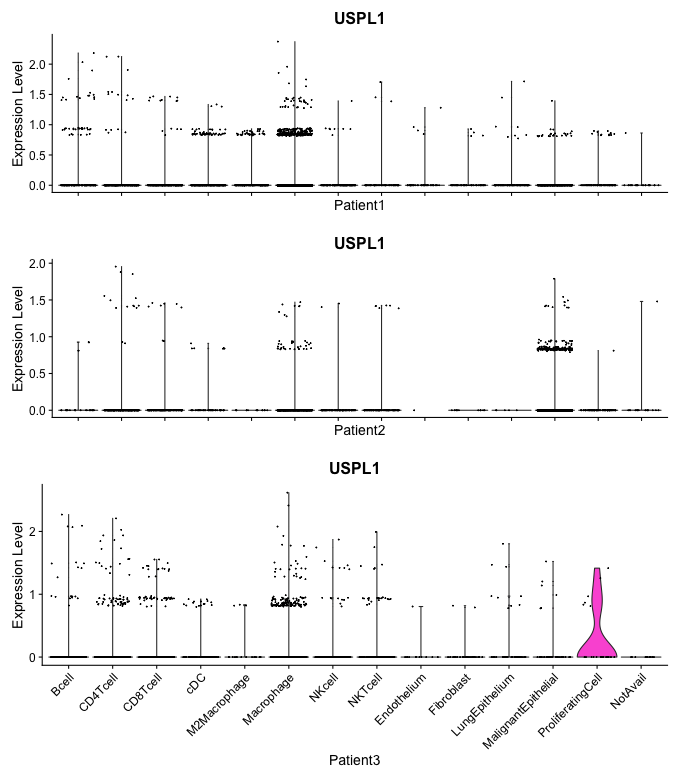 USPL1
Expression Level
2.0
1.5
1.0
0.5
0.0
Patient1
USPL1
Expression Level
2.0
1.5
1.0
0.5
0.0
Patient2
USPL1
Expression Level
2
1
0
Bcell
CD4Tcell
CD8Tcell
cDC
M2Macrophage
Macrophage
NKcell
NKTcell
Endothelium
Fibroblast
LungEpithelium
MalignantEpithelial
ProliferatingCell
NotAvail
Patient3